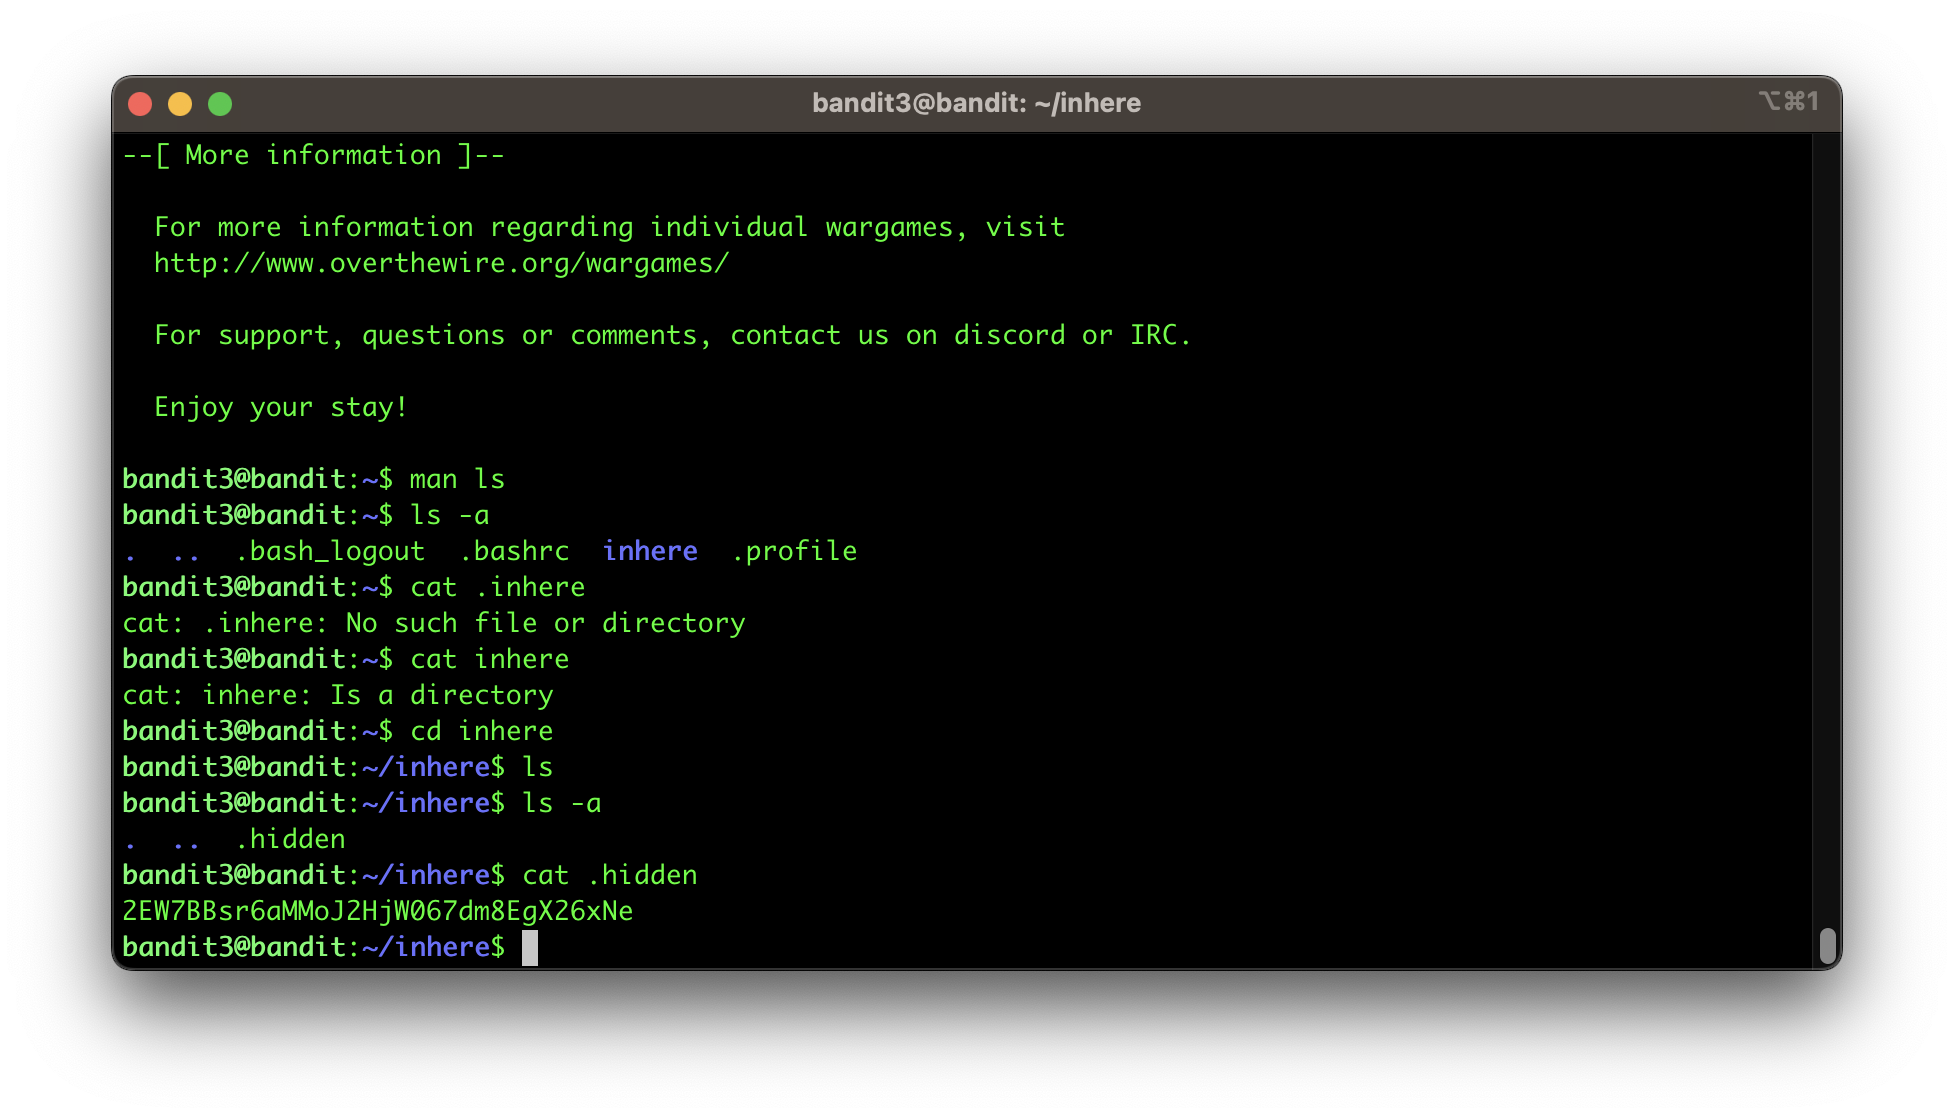 bandit3@bandit: ~/inhere
⌥⌘1
--[ More information ]--
For more information regarding individual wargames, visit
http://www.overthewire.org/wargames/
For support, questions or comments, contact us on discord or IRC.
Enjoy your stay!
bandit3@bandit:~$ man ls
bandit3@bandit:~$ ls -a
.  ..  .bash_logout  .bashrc  inhere  .profile
bandit3@bandit:~$ cat .inhere
cat: .inhere: No such file or directory
bandit3@bandit:~$ cat inhere
cat: inhere: Is a directory
bandit3@bandit:~$ cd inhere
bandit3@bandit:~/inhere$ ls
bandit3@bandit:~/inhere$ ls -a
.  ..  .hidden
bandit3@bandit:~/inhere$ cat .hidden
2EW7BBsr6aMMoJ2HjW067dm8EgX26xNe
bandit3@bandit:~/inhere$